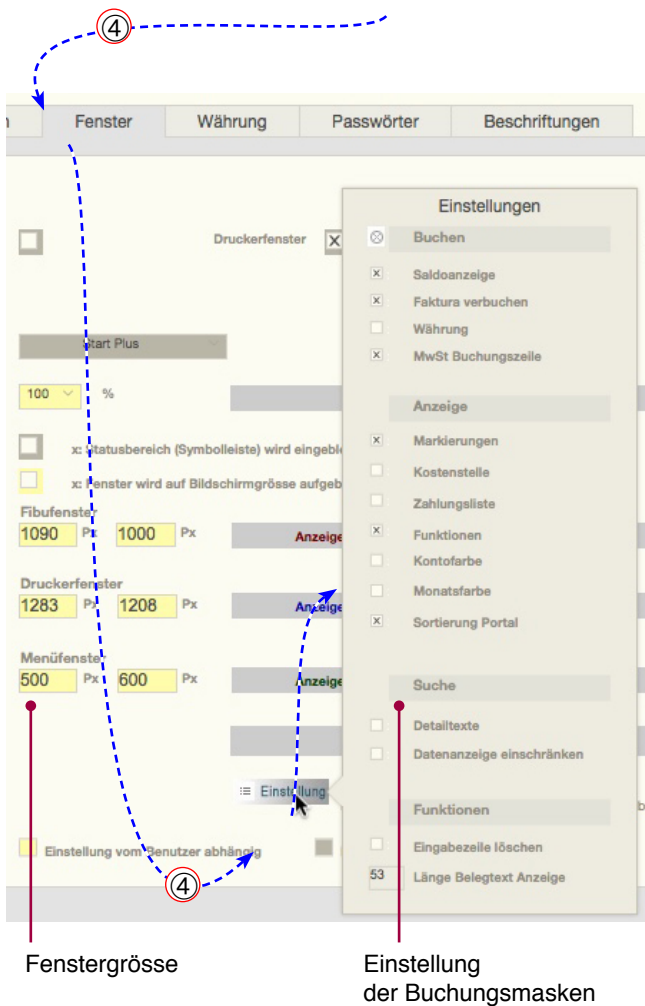 4
n Fenster Währung Passwörter Beschriftungen
Einstellungen
Druckerfenster X
Buchen
x Saldoanzeige
x Faktura verbuchen
Währung
x MwSt Buchungszeile
Start Plus
100 %
Anzeige
x: Statusbereich (Symbolleiste) wird eingeble
x: Fenster wird auf Bildschirmgrösse aufgeb
x Markierungen
Kostenstelle
Zahlungsliste
x Funktionen
Kontofarbe
Monatsfarbe
x Sortierung Portal
Fibufenster
1090 Px 1000 Px Anzeige
Druckerfenster
1283 Px 1208 Px Anzeige
Menüfenster
500 Px 600 Px Anzeige
Suche
Detailtexte
Datenanzeige einschränken
Einstellung
Funktionen
b
Eingabezeile löschen
53 Länge Belegtext Anzeige
Einstellung vom Benutzer abhängig
4
Fenstergrösse
Einstellung
der Buchungsmasken